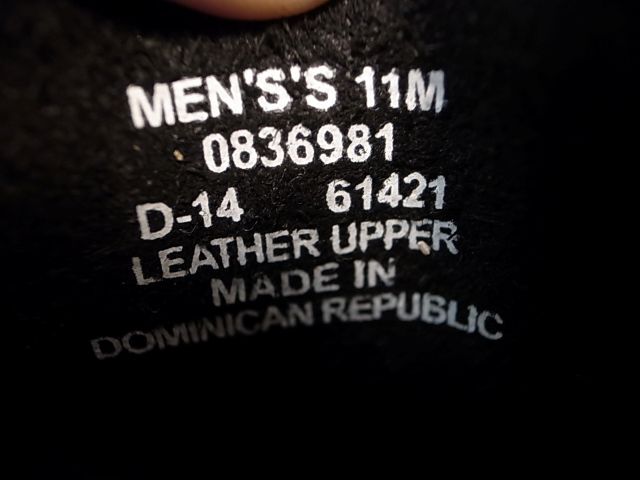 MEN'S'S 11M
0836981
D-14 61421
LEATHER UPPER
MADE IN
DOMINICAN REPUBLIC